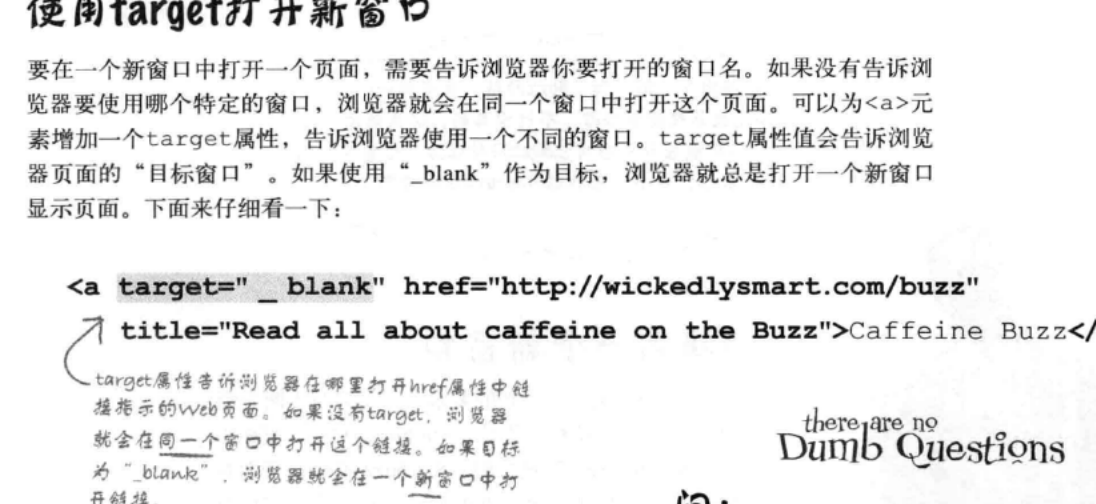 使用target打开新窗口
要在一个新窗口中打开一个页面，需要告诉浏览器你要打开的窗口名。如果没有告诉浏
览器要使用哪个特定的窗口，浏览器就会在同一个窗口中打开这个页面。可以为<a>元
素增加一个target属性，告诉浏览器使用一个不同的窗口。target属性值会告诉浏览
器页面的“目标窗口”。如果使用“_blank”作为目标，浏览器就总是打开一个新窗口
显示页面。下面来仔细看一下：
<a target=" _ blank" href="http://wickedlysmart.com/buzz"
title="Read all about caffeine on the Buzz">Caffeine Buzz</
target属性告诉浏览器在哪里打开href属性中链
接指示的Web页面。如果没有target，浏览器
就会在同一个窗口中打开这个链接。如果目标
为“_blank”，浏览器就会在一个新窗口中打
开链接
there are no
Dumb Questions
问：